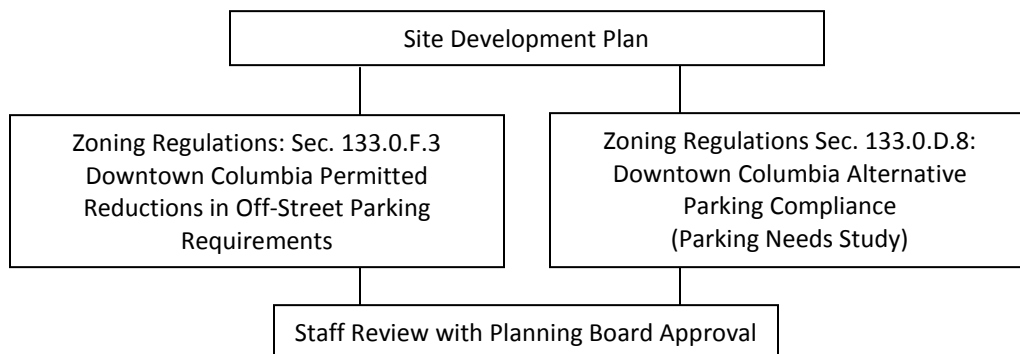 Site Development Plan
Zoning Regulations: Sec. 133.0.F.3
Downtown Columbia Permitted
Reductions in Off-Street Parking
Requirements
Zoning Regulations Sec. 133.0.D.8:
Downtown Columbia Alternative
Parking Compliance
(Parking Needs Study)
Staff Review with Planning Board Approval